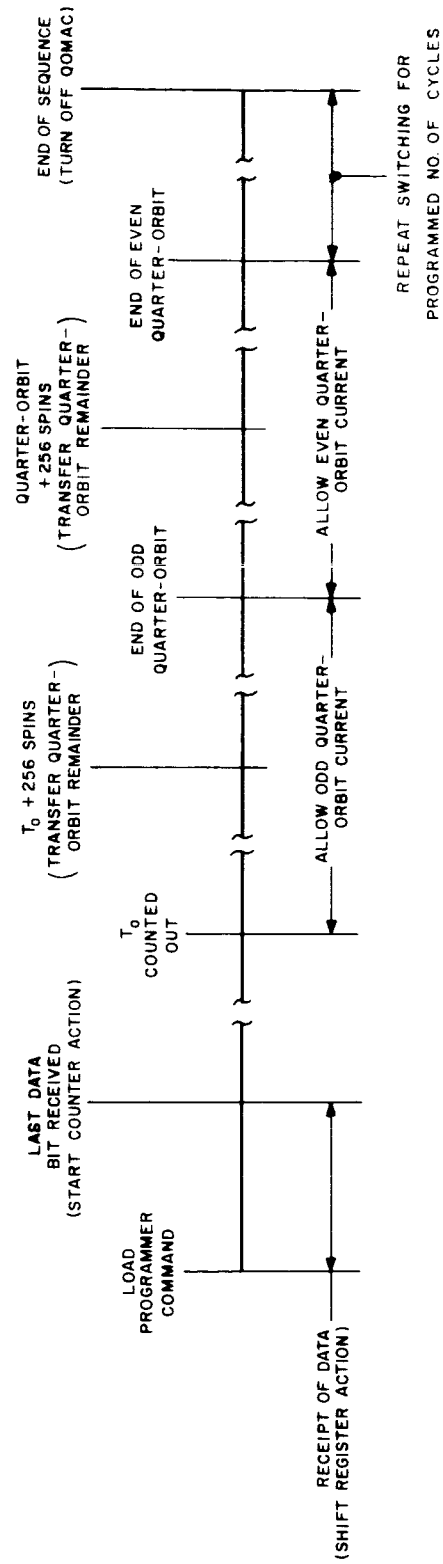 LOAD
PROGRAMMER
COMMAND
LAST DATA
BIT RECEIVED
(START COUNTER ACTION)
T₀
COUNTED
OUT
T₀ + 256 SPINS
(TRANSFER QUARTER-
ORBIT REMAINDER)
END OF ODD
QUARTER-ORBIT
QUARTER-ORBIT
+ 256 SPINS
(TRANSFER QUARTER-
ORBIT REMAINDER)
END OF EVEN
QUARTER-ORBIT
END OF SEQUENCE
(TURN OFF QOMAC)
RECEIPT OF DATA
(SHIFT REGISTER ACTION)
ALLOW ODD QUARTER-
ORBIT CURRENT
ALLOW EVEN QUARTER-
ORBIT CURRENT
REPEAT SWITCHING FOR
PROGRAMMED NO. OF CYCLES